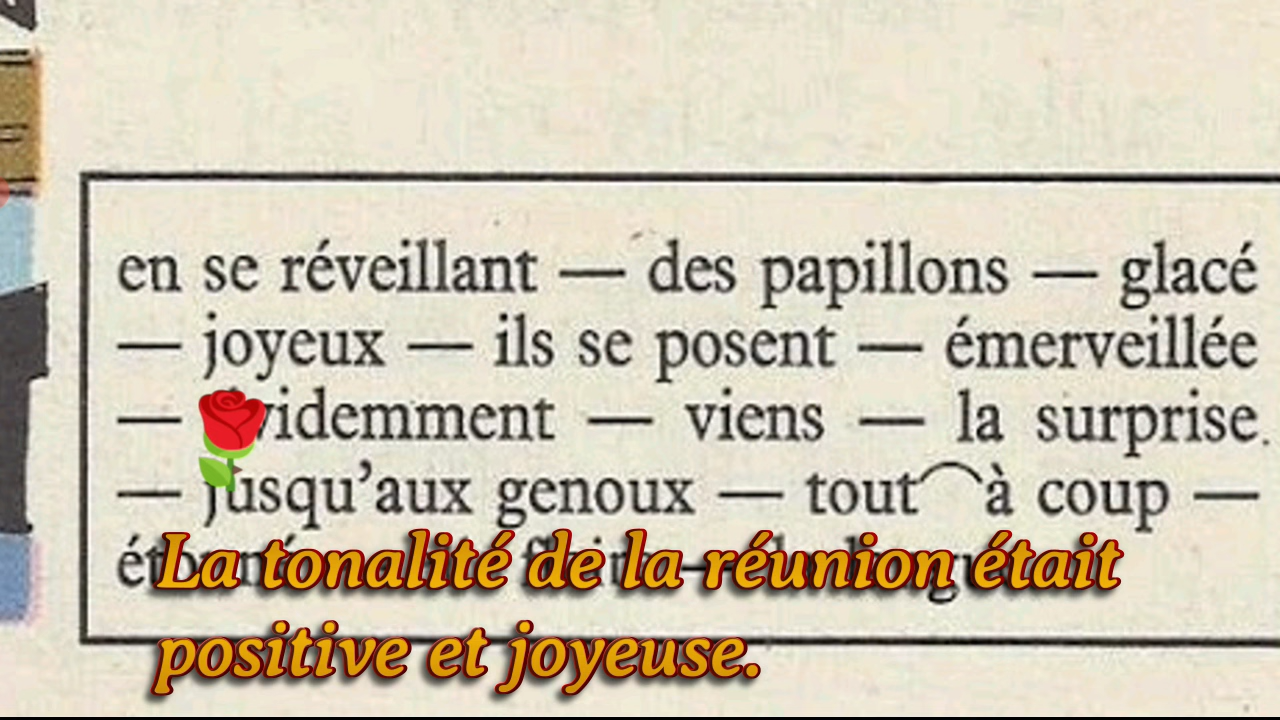 en se réveillant — des papillons — glacé
— joyeux — ils se posent — émerveillée
— videmment — viens — la surprise.
— jusqu'aux genoux — tout à coup —
La tonalité de la réunion était
positive et joyeuse.